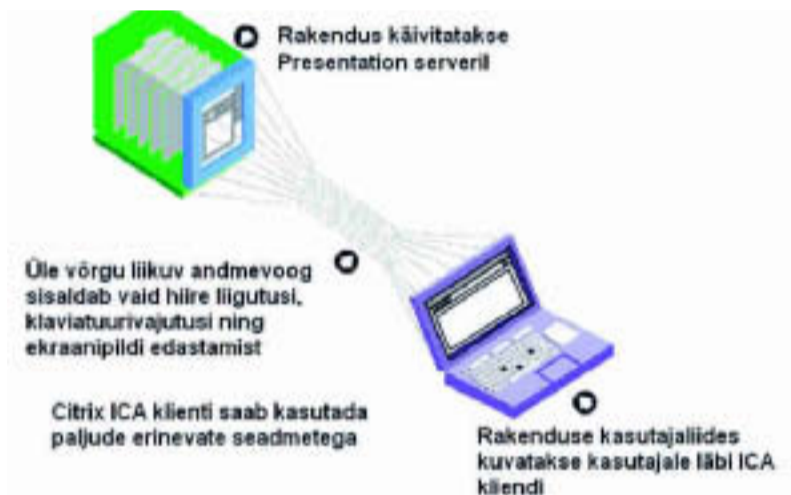 Rakendus käivitatakse
Presentation serveril
Üle võrgu liikuv andmevoog
sisaldab vaid hiire liigutusi,
klaviatuurivajutusi ning
ekraanipildi edastamist
Citrix ICA klienti saab kasutada
paljude erinevate seadmetega
Rakenduse kasutajaliides
kuvatakse kasutajale läbi ICA
kliendi